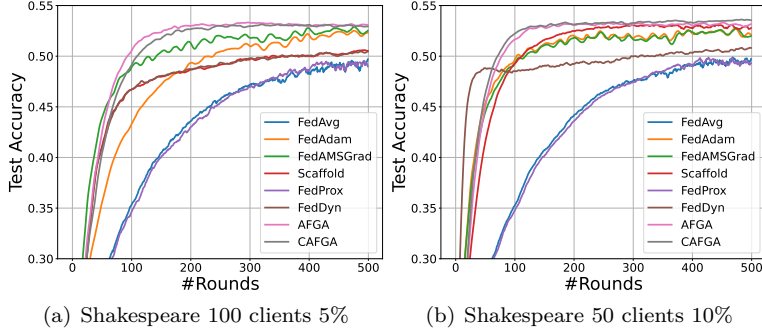 0.55
0.50
0.45
0.40
0.35
0.30
Test Accuracy
FedAvg
FedAdam
FedAMSGrad
Scaffold
FedProx
FedDyn
AFGA
CAFGA
0 100 200 300 400 500
#Rounds
(a) Shakespeare 100 clients 5%
0.55
0.50
0.45
0.40
0.35
0.30
Test Accuracy
FedAvg
FedAdam
FedAMSGrad
Scaffold
FedProx
FedDyn
AFGA
CAFGA
0 100 200 300 400 500
#Rounds
(b) Shakespeare 50 clients 10%